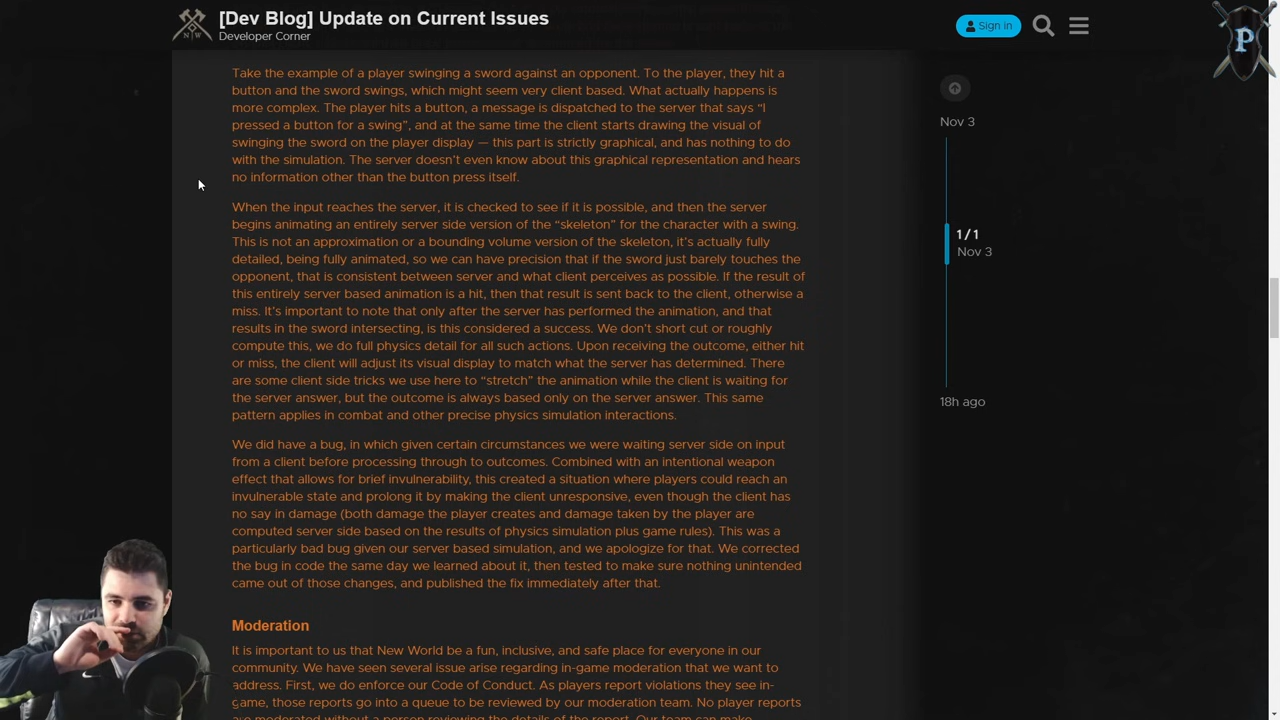 [Dev Blog] Update on Current Issues
Developer Corner
N W
Sign in
P
Take the example of a player swinging a sword against an opponent. To the player, they hit a
button and the sword swings, which might seem very client based. What actually happens is
more complex. The player hits a button, a message is dispatched to the server that says “I
pressed a button for a swing”, and at the same time the client starts drawing the visual of
swinging the sword on the player display — this part is strictly graphical, and has nothing to do
with the simulation. The server doesn’t even know about this graphical representation and hears
no information other than the button press itself.
When the input reaches the server, it is checked to see if it is possible, and then the server
begins animating an entirely server side version of the “skeleton” for the character with a swing.
This is not an approximation or a bounding volume version of the skeleton, it’s actually fully
detailed, being fully animated, so we can have precision that if the sword just barely touches the
opponent, that is consistent between server and what client perceives as possible. If the result of
this entirely server based animation is a hit, then that result is sent back to the client, otherwise a
miss. It’s important to note that only after the server has performed the animation, and that
results in the sword intersecting, is this considered a success. We don’t short cut or roughly
compute this, we do full physics detail for all such actions. Upon receiving the outcome, either hit
or miss, the client will adjust its visual display to match what the server has determined. There
are some client side tricks we use here to “stretch” the animation while the client is waiting for
the server answer, but the outcome is always based only on the server answer. This same
pattern applies in combat and other precise physics simulation interactions.
We did have a bug, in which given certain circumstances we were waiting server side on input
from a client before processing through to outcomes. Combined with an intentional weapon
effect that allows for brief invulnerability, this created a situation where players could reach an
invulnerable state and prolong it by making the client unresponsive, even though the client has
no say in damage (both damage the player creates and damage taken by the player are
computed server side based on the results of physics simulation plus game rules). This was a
particularly bad bug given our server based simulation, and we apologize for that. We corrected
the bug in code the same day we learned about it, then tested to make sure nothing unintended
came out of those changes, and published the fix immediately after that.
Moderation
It is important to us that New World be a fun, inclusive, and safe place for everyone in our
community. We have seen several issue arise regarding in-game moderation that we want to
address. First, we do enforce our Code of Conduct. As players report violations they see in-
game, those reports go into a queue to be reviewed by our moderation team. No player reports
are moderated without a person reviewing the details of the report. Our team can make
Nov 3
1 / 1
Nov 3
18h ago